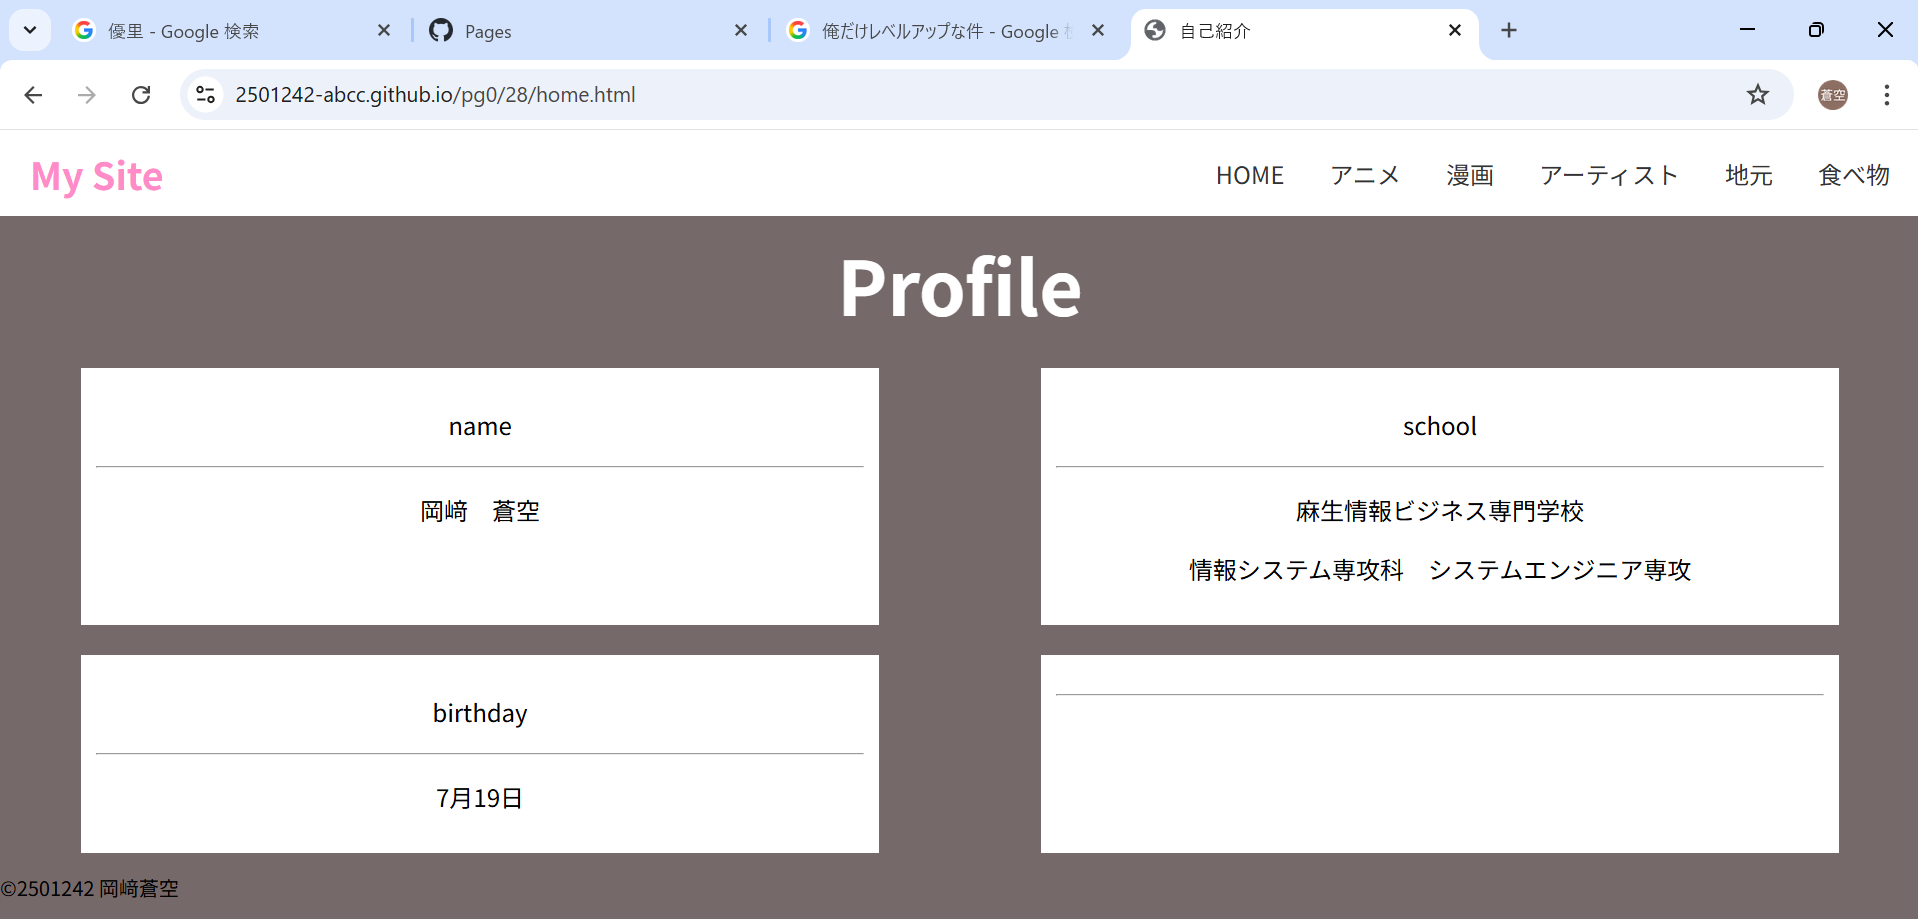 優里 - Google 検索
Pages
俺だけレベルアップな件 - Google
自己紹介
2501242-abcc.github.io/pg0/28/home.html
蒼空
My Site
HOME アニメ 漫画 アーティスト 地元 食べ物
Profile
name
岡﨑　蒼空
school
麻生情報ビジネス専門学校
情報システム専攻科　システムエンジニア専攻
birthday
7月19日
©2501242 岡﨑蒼空